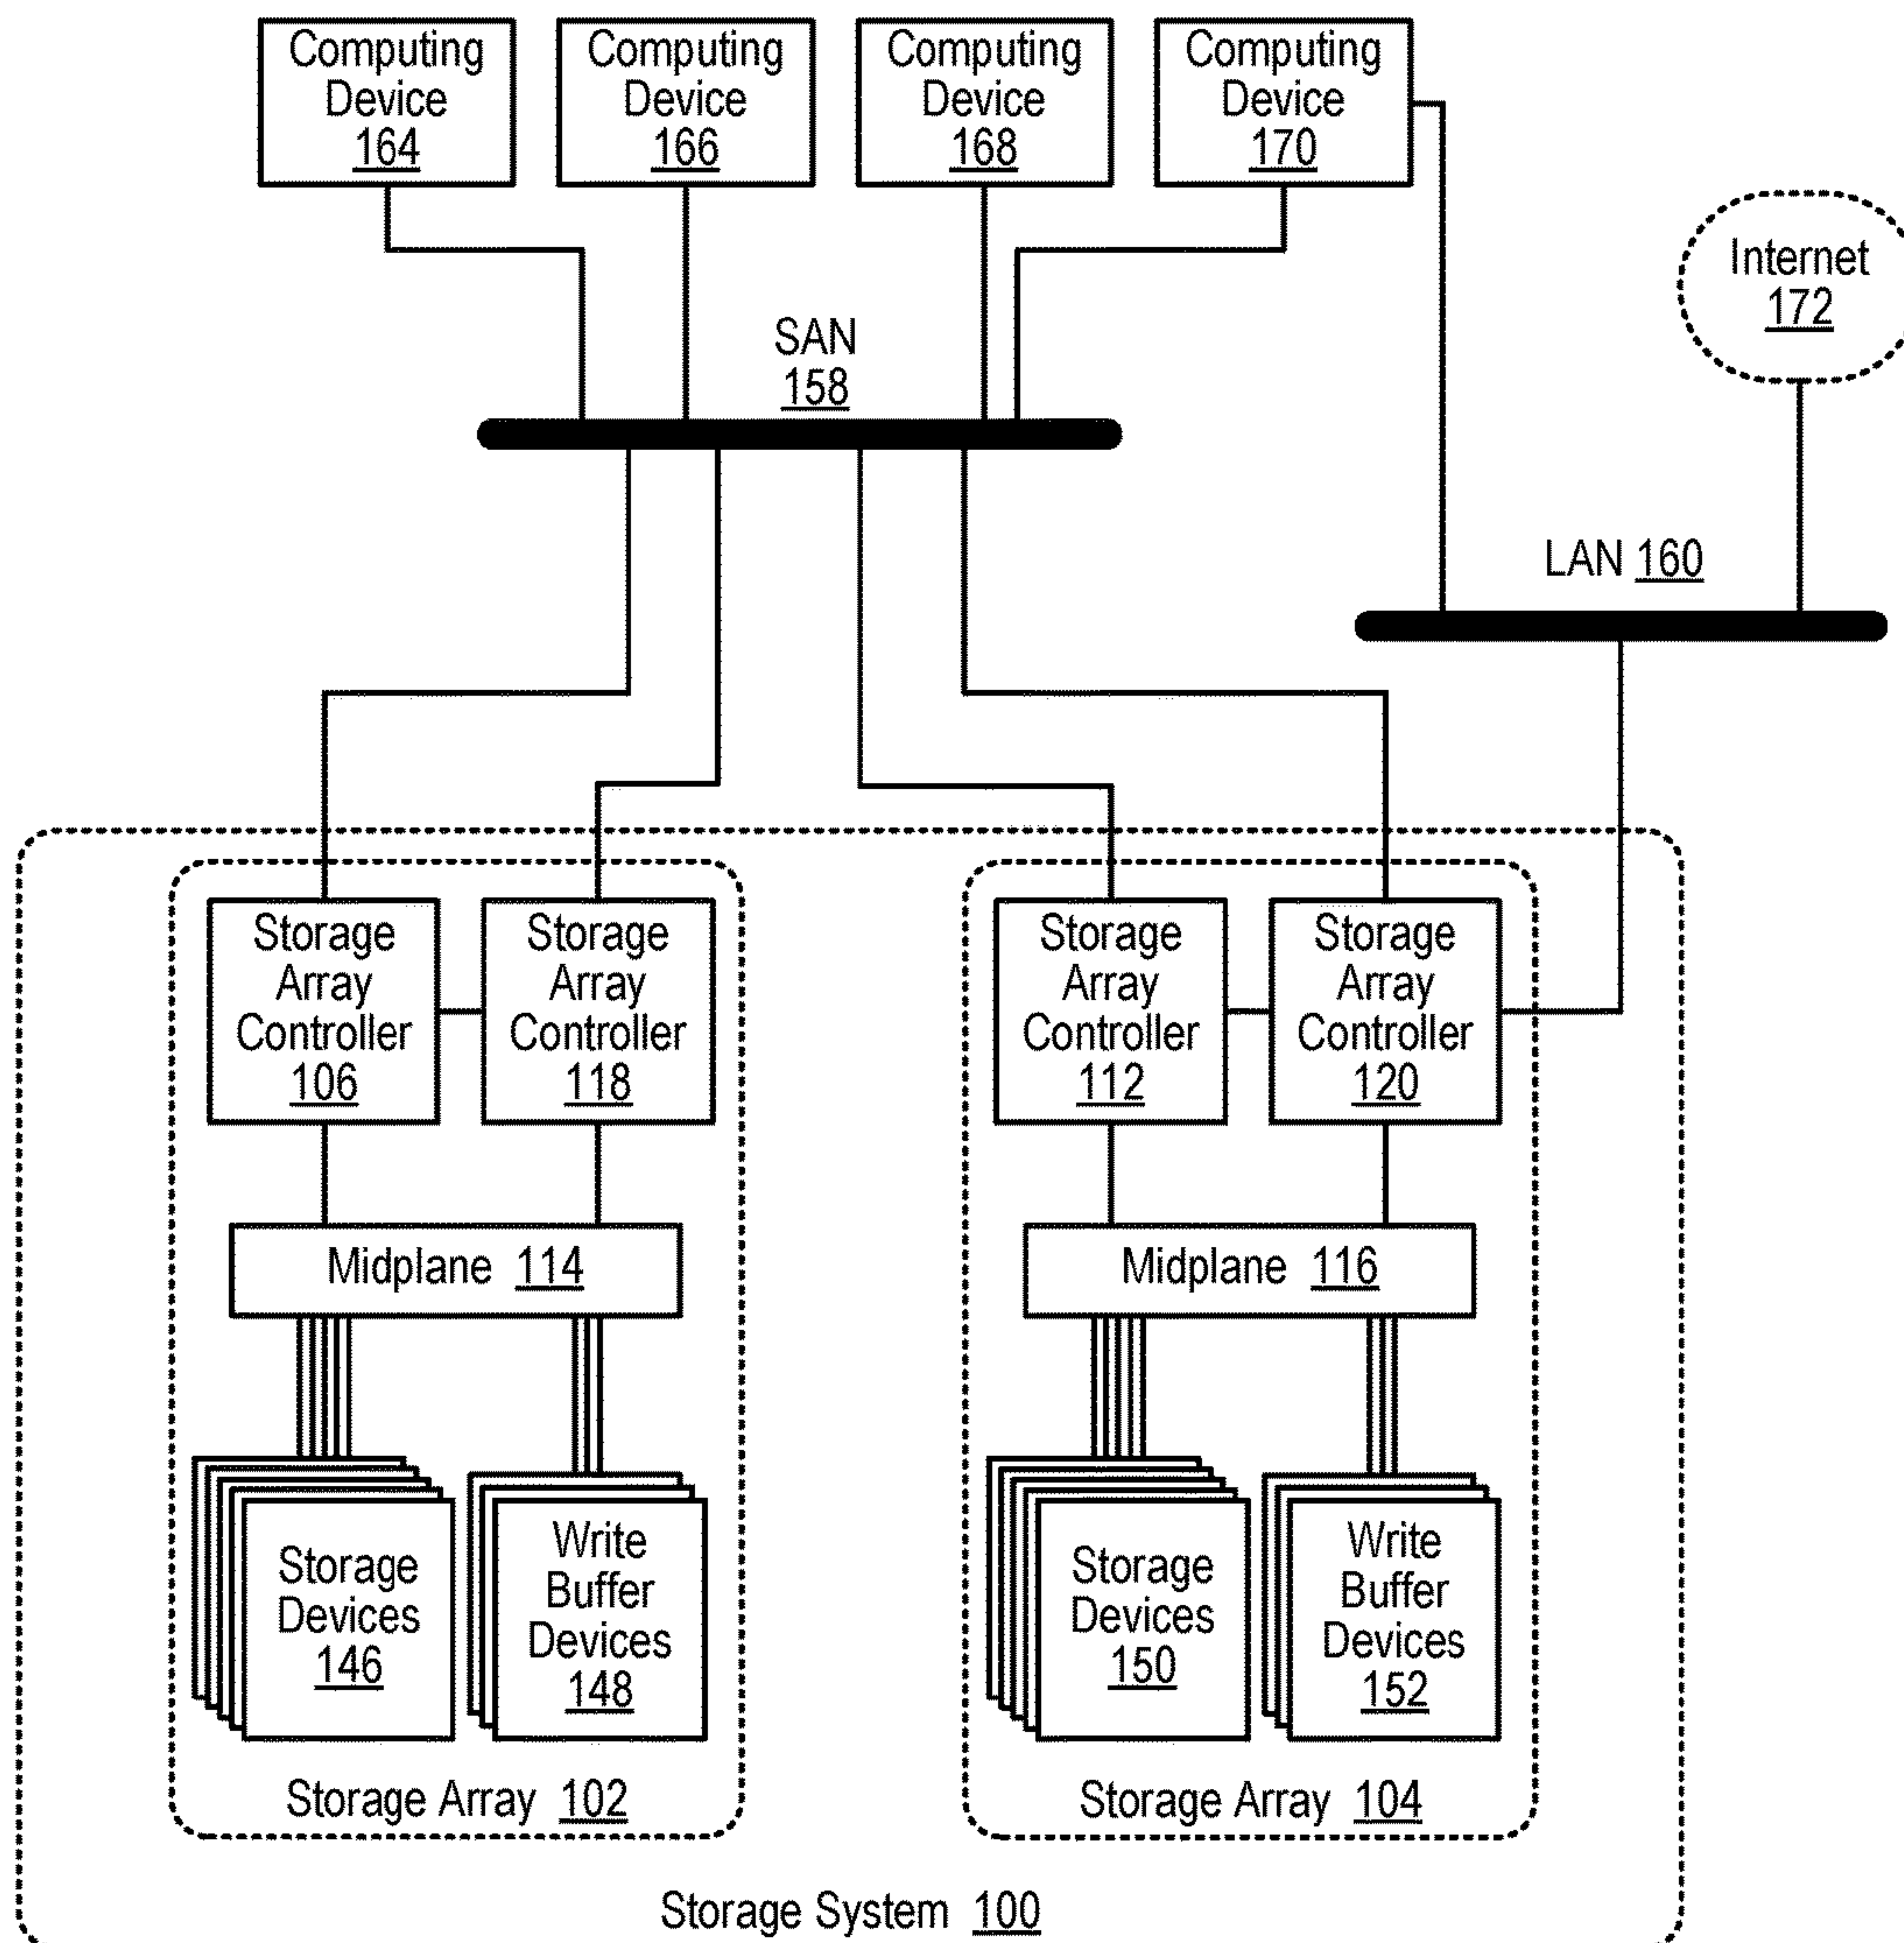 Computing
Device
164
Computing
Device
166
Computing
Device
168
Computing
Device
170
Internet
172
SAN
158
LAN 160
Storage
Array
Controller
106
Storage
Array
Controller
118
Storage
Array
Controller
112
Storage
Array
Controller
120
Midplane 114
Midplane 116
Storage
Devices
146
Write
Buffer
Devices
148
Storage
Devices
150
Write
Buffer
Devices
152
Storage Array 102
Storage Array 104
Storage System 100